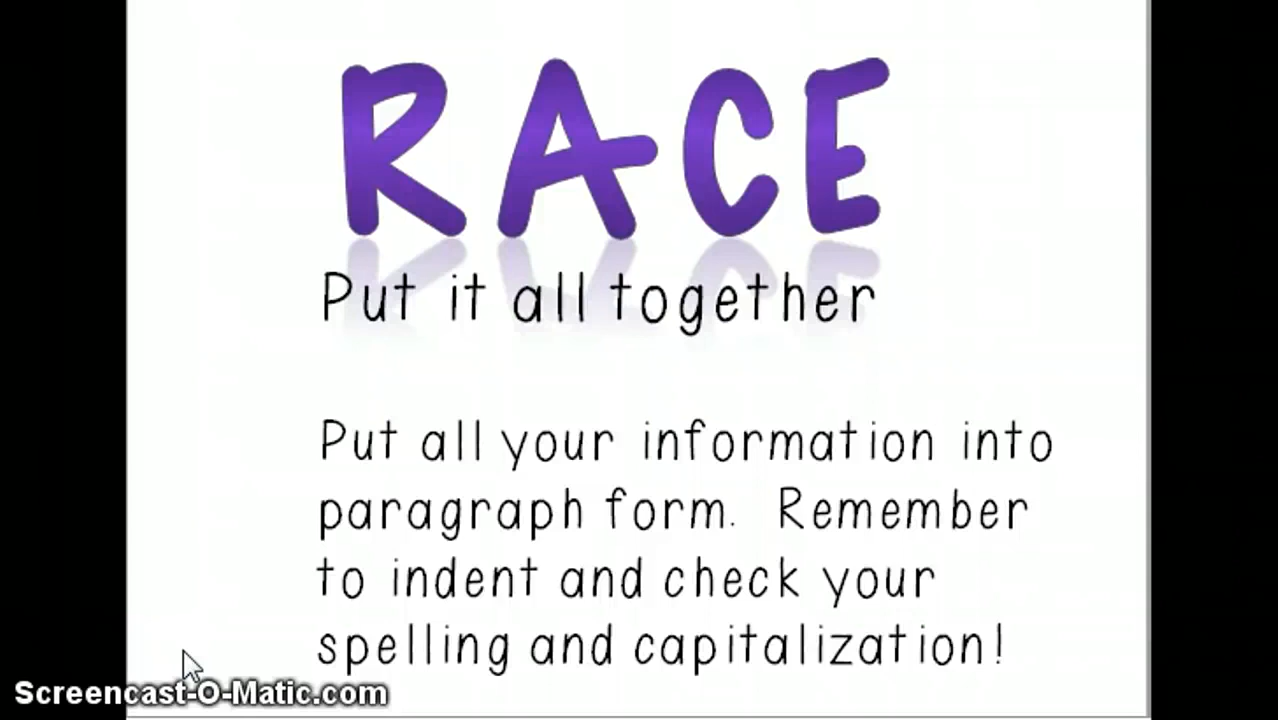 RACE
Put it all together
Put all your information into
paragraph form. Remember
to indent and check your
spelling and capitalization!
Screencast-O-Matic.com